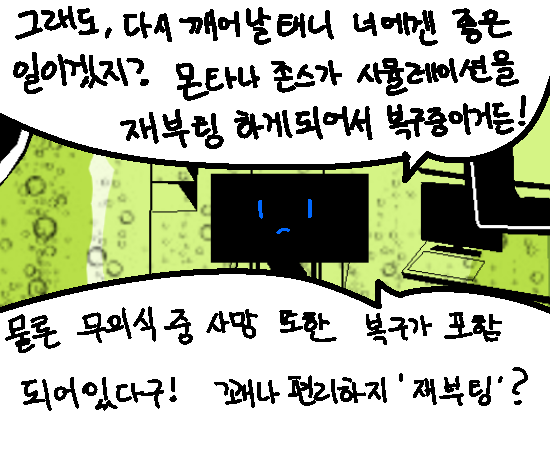 그래도, 다시 깨어날 테니 너에겐 좋은
일이겠지? 몬타나 존스가 시뮬레이션을
재부팅 하게되어서 복구중이거든!
물론 무의식 중 사망 또한 복구가 포함
되어있다구! 꽤나 편리하지 '재부팅'?